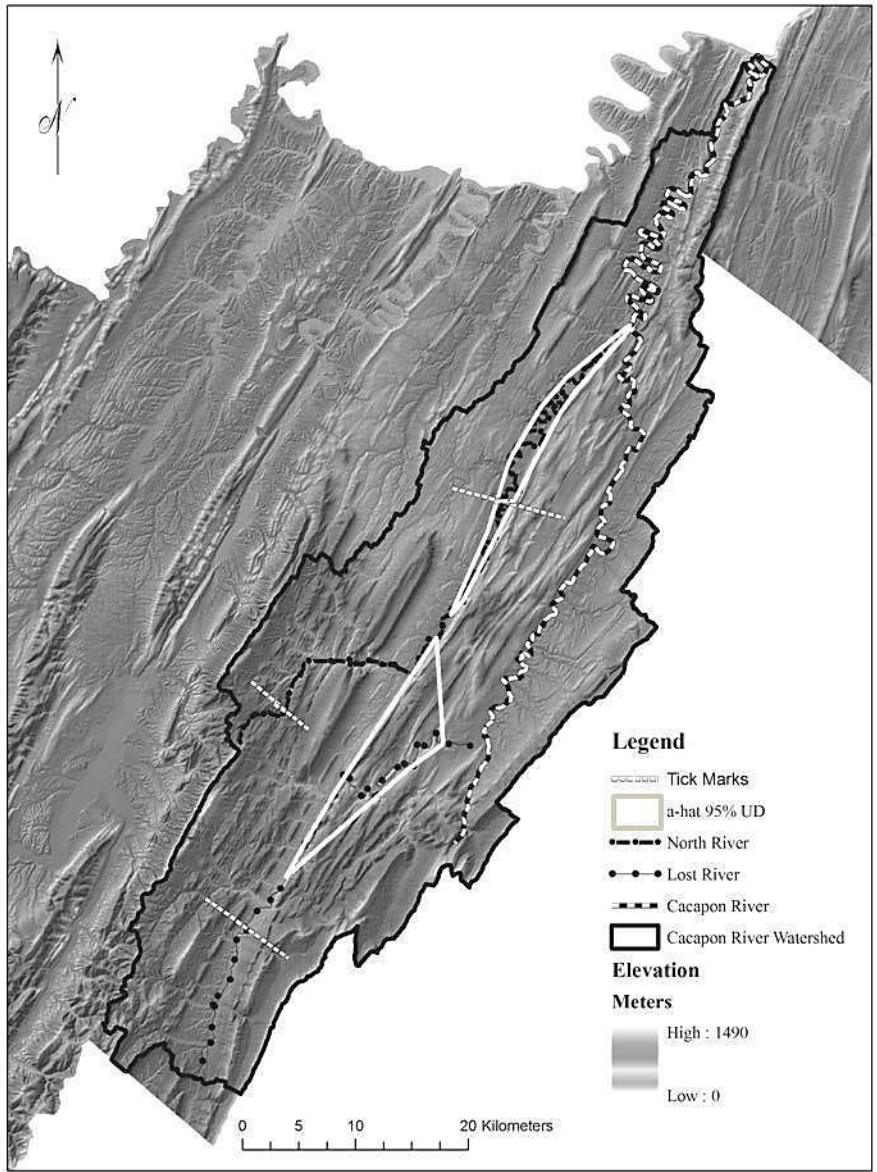 N
Legend
Tick Marks
a-hat 95% UD
North River
Lost River
Cacapon River
Cacapon River Watershed
Elevation
Meters
High : 1490
Low : 0
0 5 10 20 Kilometers